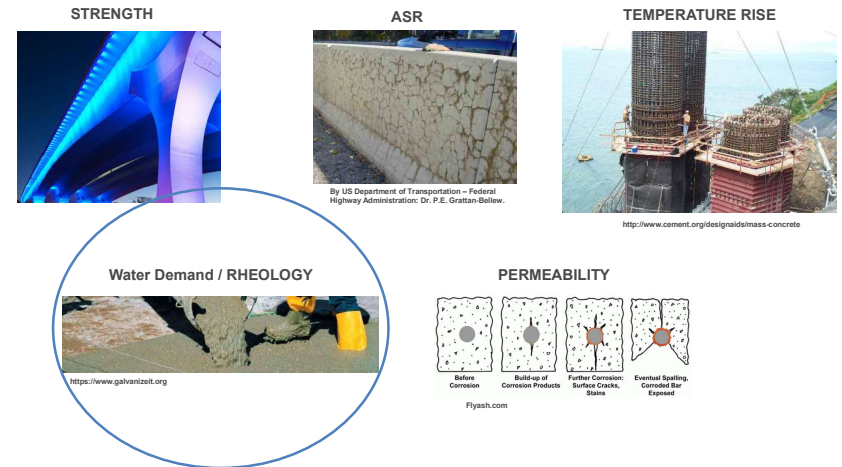 STRENGTH
ASR
TEMPERATURE RISE
By US Department of Transportation – Federal
Highway Administration: Dr. P.E. Grattan-Bellew.
http://www.cement.org/designaids/mass-concrete
Water Demand / RHEOLOGY
PERMEABILITY
https://www.galvanizeit.org
Before
Corrosion
Build-up of
Corrosion Products
Further Corrosion:
Surface Cracks,
Stains
Eventual Spalling,
Corroded Bar
Exposed
Flyash.com